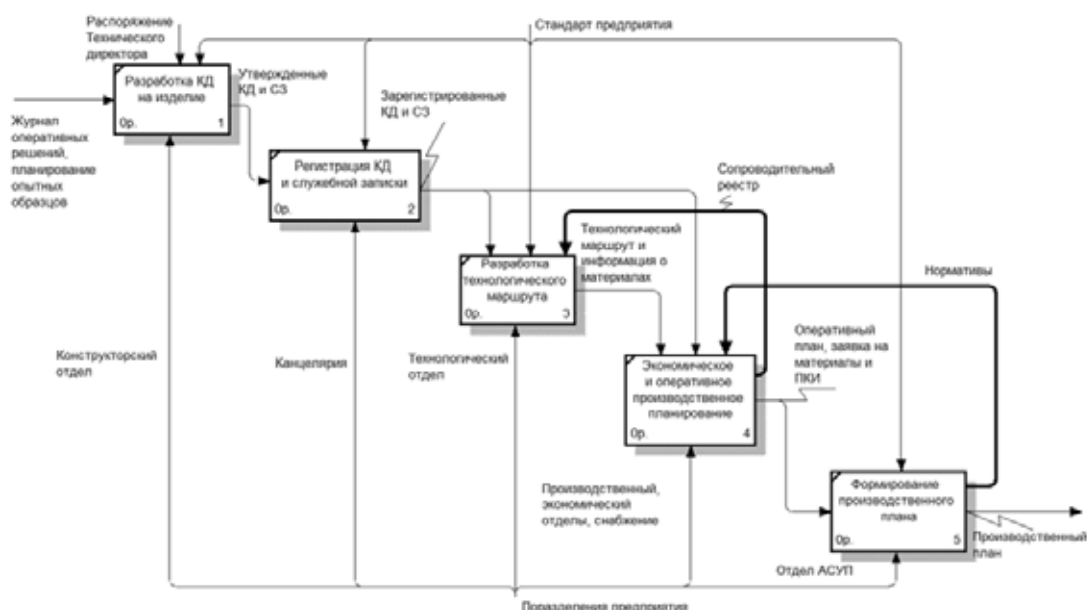 Распоряжение
Технического
директора
Стандарт предприятия
Разработка КД
на изделие
0р.
1
Утвержденные
КД и СЗ
Зарегистрированные
КД и СЗ
Журнал
оперативных
решений,
планирование
опытных
образцов
Регистрация КД
и служебной записки
0р.
2
Сопроводительный
реестр
Разработка
технологического
маршрута
0р.
3
Технологический
маршрут и
информация о
материалах
Нормативы
Конструкторский
отдел
Канцелярия
Технологический
отдел
Экономическое
и оперативное
производственное
планирование
0р.
4
Оперативный
план, заявка на
материалы и
ПКИ
Производственный,
экономический
отделы, снабжение
Формирование
производственного
плана
0р.
5
Производственный
план
Отдел АСУП
Поразделения предприятия